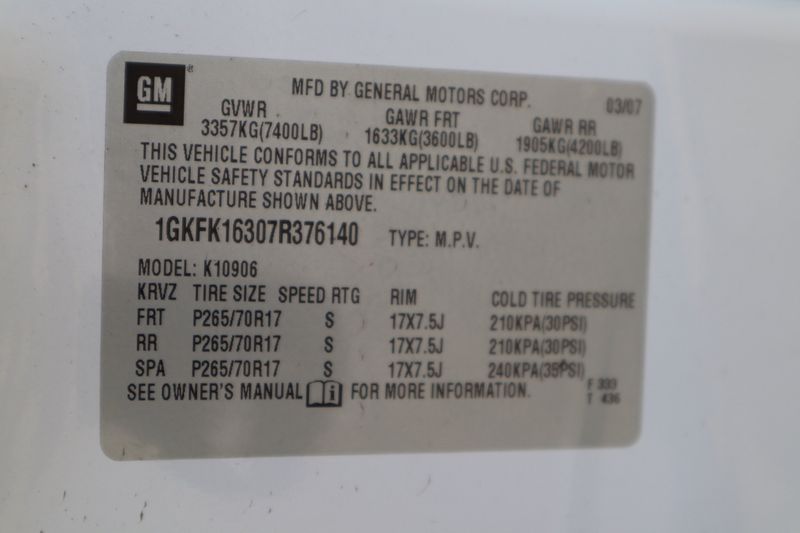 GM
MFD BY GENERAL MOTORS CORP. 03/07
GVWR GAWR FRT GAWR RR
3357KG(7400LB) 1633KG(3600LB) 1905KG(4200LB)
THIS VEHICLE CONFORMS TO ALL APPLICABLE U.S. FEDERAL MOTOR
VEHICLE SAFETY STANDARDS IN EFFECT ON THE DATE OF
MANUFACTURE SHOWN ABOVE.
1GKFK16307R376140 TYPE: M.P.V.
MODEL: K10906
KRVZ TIRE SIZE SPEED RTG RIM COLD TIRE PRESSURE
FRT P265/70R17 S 17X7.5J 210KPA(30PSI)
RR P265/70R17 S 17X7.5J 210KPA(30PSI)
SPA P265/70R17 S 17X7.5J 240KPA(35PSI)
SEE OWNER'S MANUAL i FOR MORE INFORMATION.
F 333
T 436